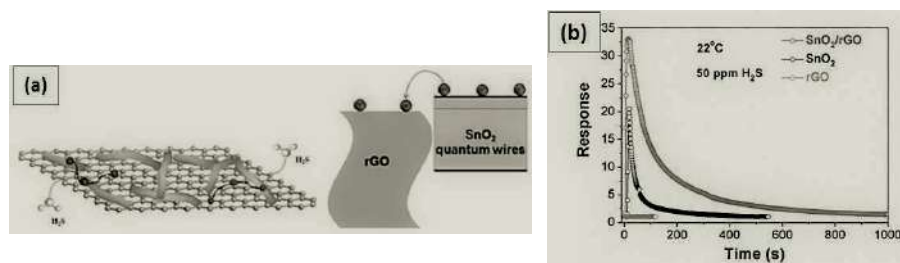 (a)
H₂S
H₂S
rGO
SnO₂
quantum wires
(b)
35
30
25
20
15
10
5
0
Response
22°C
50 ppm H₂S
SnO₂/rGO
SnO₂
rGO
0
200
400
600
800
1000
Time (s)